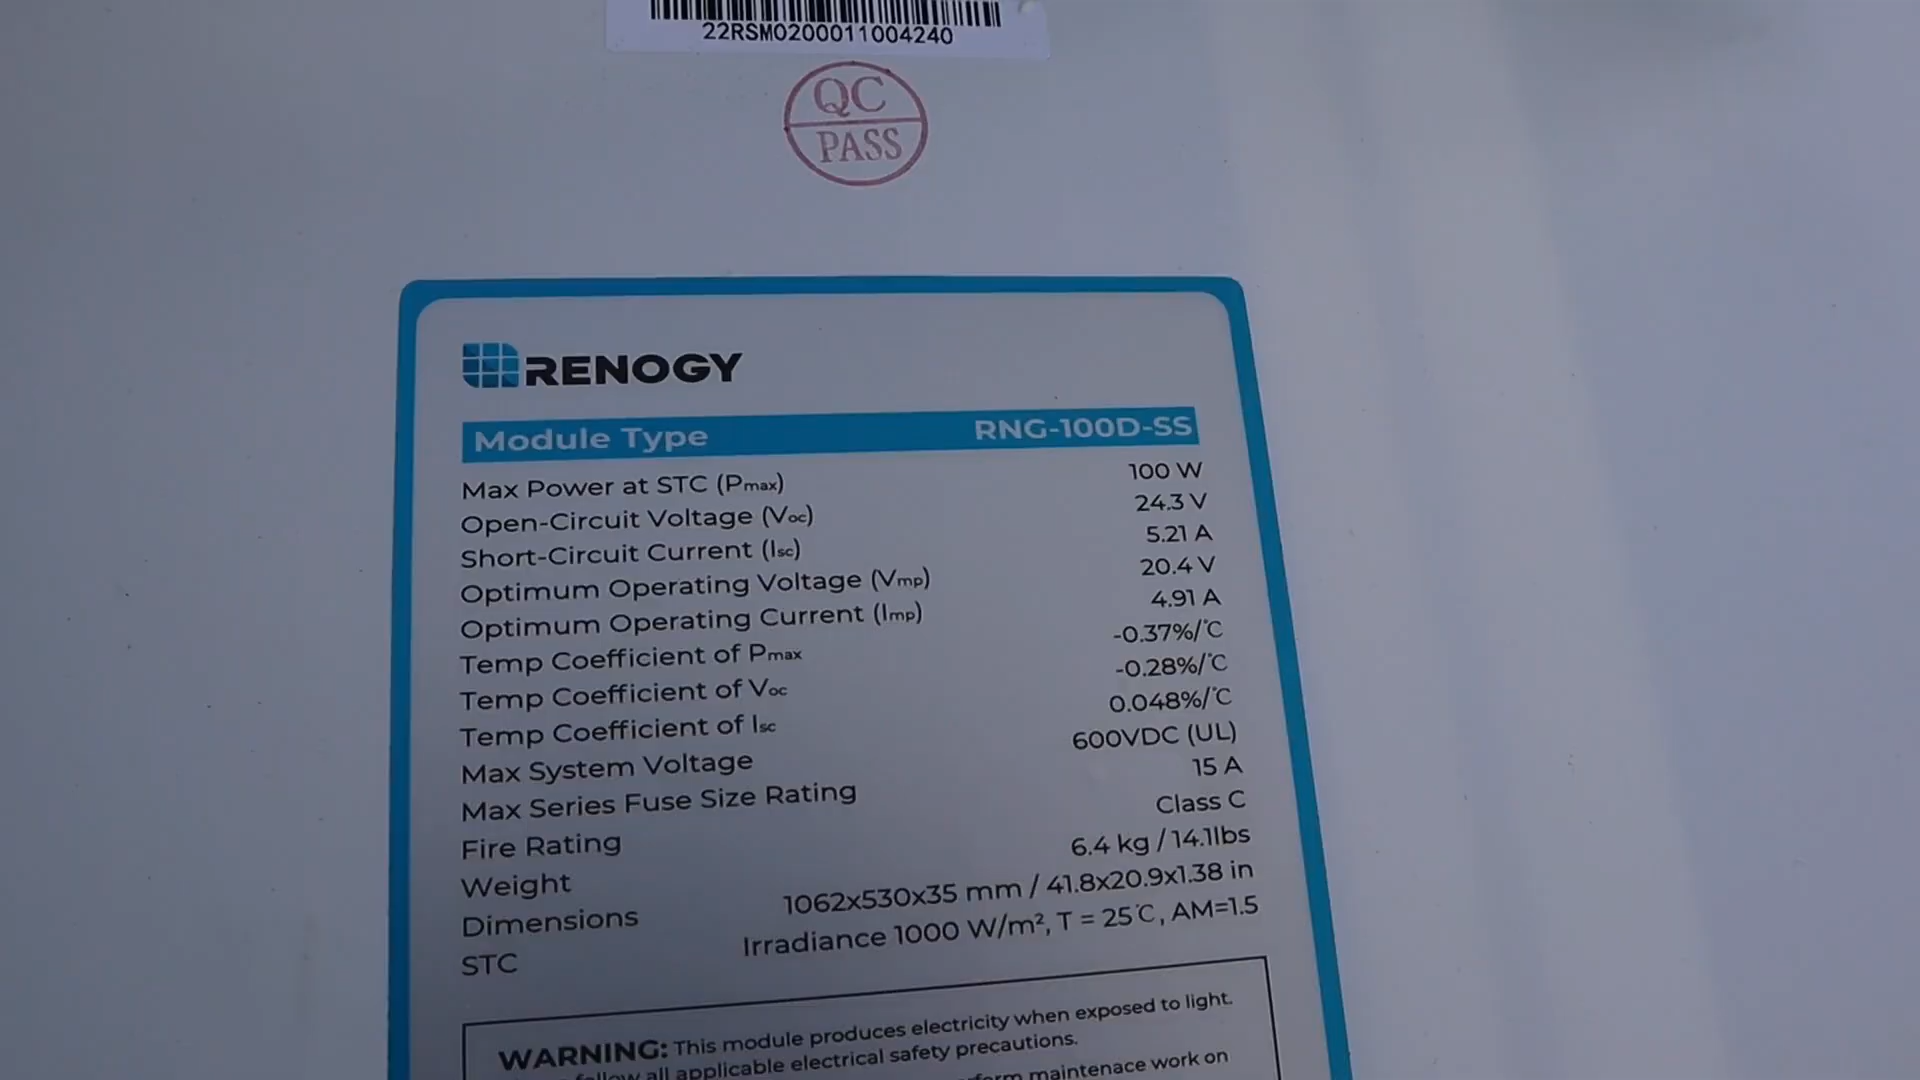 22RSM0200011004240
QC
PASS
RENOGY
Module Type RNG-100D-SS
Max Power at STC (Pmax) 100 W
Open-Circuit Voltage (Voc) 24.3 V
Short-Circuit Current (Isc) 5.21 A
Optimum Operating Voltage (Vmp) 20.4 V
Optimum Operating Current (Imp) 4.91 A
Temp Coefficient of Pmax -0.37%/℃
Temp Coefficient of Voc -0.28%/℃
Temp Coefficient of Isc 0.048%/℃
Max System Voltage 600VDC (UL)
Max Series Fuse Size Rating 15 A
Fire Rating Class C
Weight 6.4 kg / 14.1lbs
Dimensions 1062x530x35 mm / 41.8x20.9x1.38 in
STC Irradiance 1000 W/m², T = 25℃, AM=1.5
WARNING: This module produces electricity when exposed to light.
follow all applicable electrical safety precautions.
maintenace work on